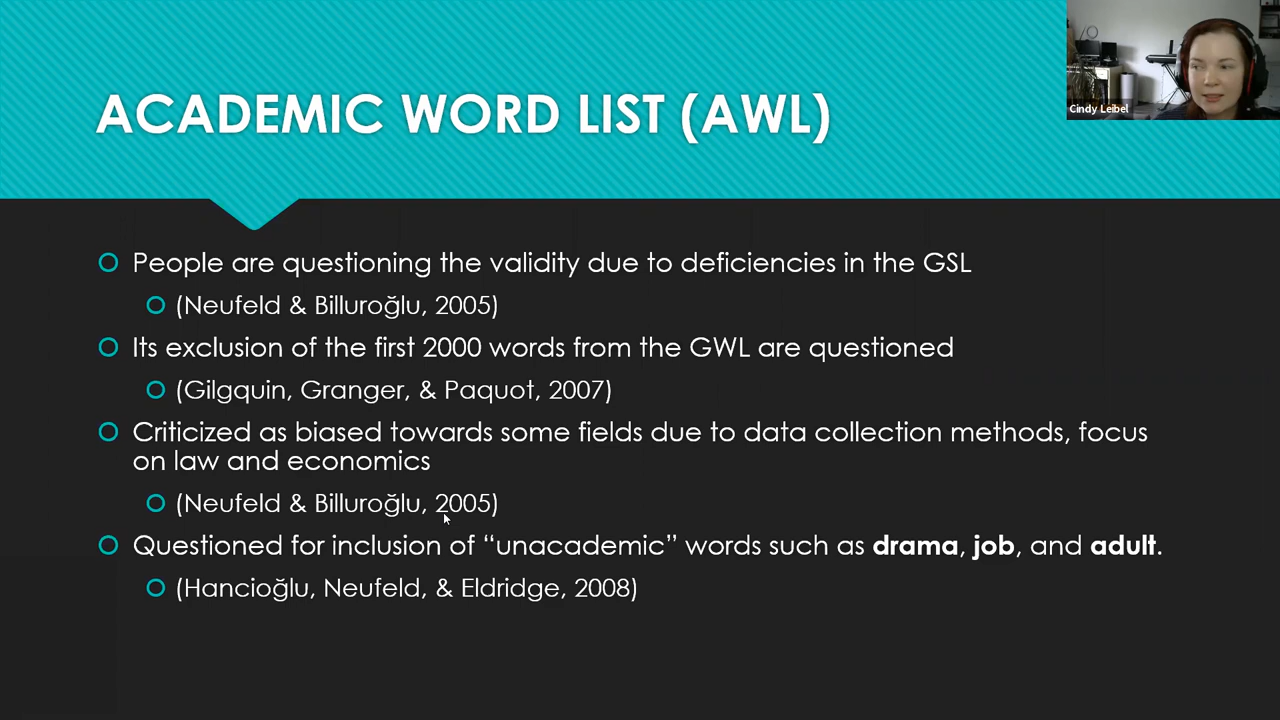 ACADEMIC WORD LIST (AWL)
Cindy Leibel
People are questioning the validity due to deficiencies in the GSL
(Neufeld & Billuroğlu, 2005)
Its exclusion of the first 2000 words from the GWL are questioned
(Gilgquin, Granger, & Paquot, 2007)
Criticized as biased towards some fields due to data collection methods, focus
on law and economics
(Neufeld & Billuroğlu, 2005)
Questioned for inclusion of “unacademic” words such as drama, job, and adult.
(Hancioğlu, Neufeld, & Eldridge, 2008)